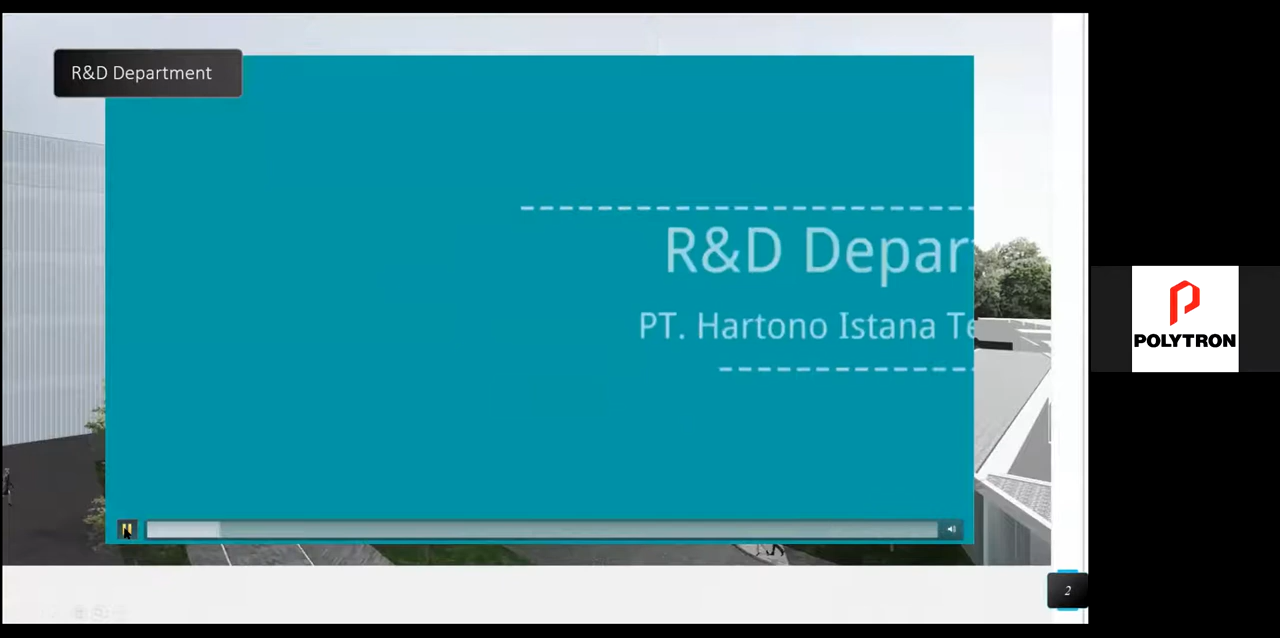 R&D Department
R&D Depar
PT. Hartono Istana Te
POLYTRON
2